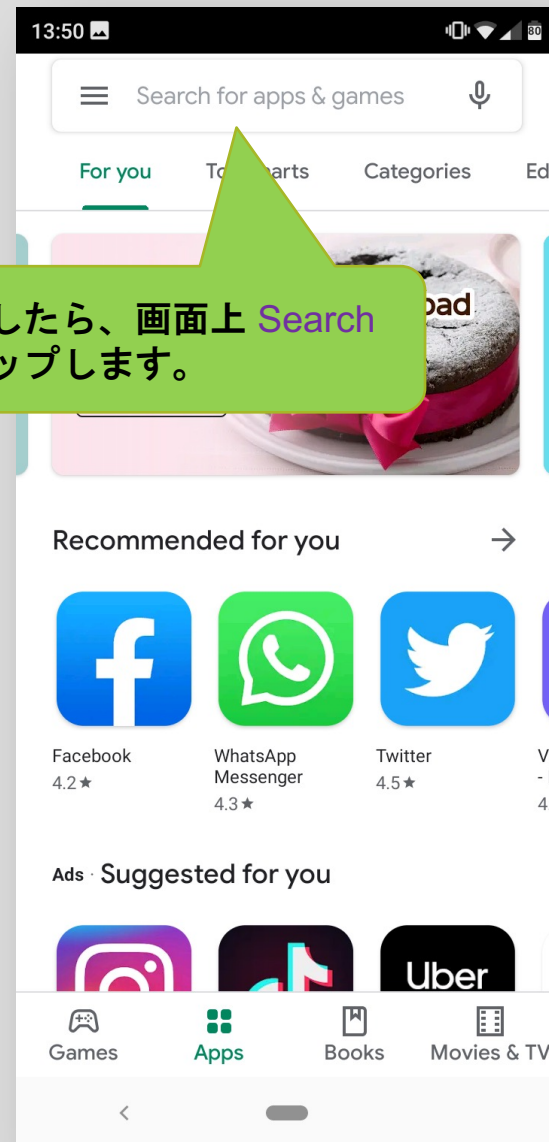 13:50
80
Search for apps & games
For you
Categories
したら、画面上 Search
ップします。
Recommended for you
Facebook
WhatsApp
Twitter
Messenger
4.2★
4.5★
4.3★
Ads · Suggested for you
Uber
Games
Apps
Books
Movies & TV